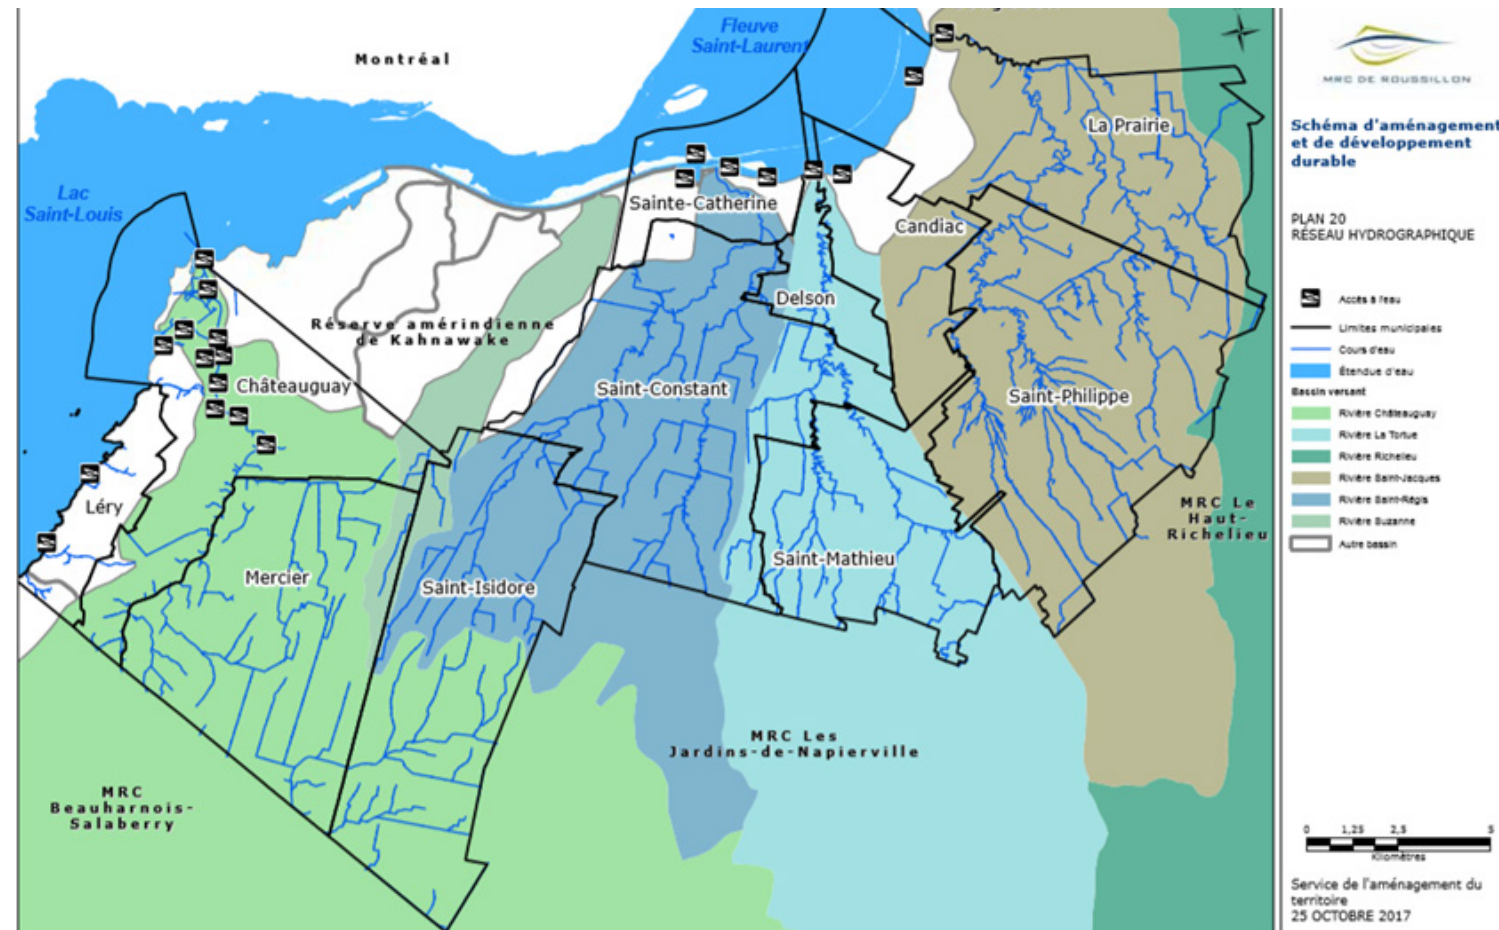 Fleuve
Saint-Laurent
Montréal
Lac
Saint-Louis
La Prairie
Sainte-Catherine
Candiac
Delson
Réserve amérindienne
de Kahnawake
Châteauguay
Saint-Constant
Saint-Philippe
Léry
Mercier
Saint-Isidore
Saint-Mathieu
MRC Le
Haut-
Richelieu
MRC Les
Jardins-de-Napierville
MRC
Beauharnois-
Salaberry
MRC DE ROUSSILLON
Schéma d'aménagement
et de développement
durable
PLAN 20
RÉSEAU HYDROGRAPHIQUE
Accès à l'eau
Limites municipales
Cours d'eau
Étendue d'eau
Bassin versant
Rivière Châteauguay
Rivière La Tortue
Rivière Richelieu
Rivière Saint-Jacques
Rivière Saint-Régis
Rivière Suzanne
Autre bassin
0 1,25 2,5 5
Kilomètres
Service de l'aménagement du
territoire
25 OCTOBRE 2017